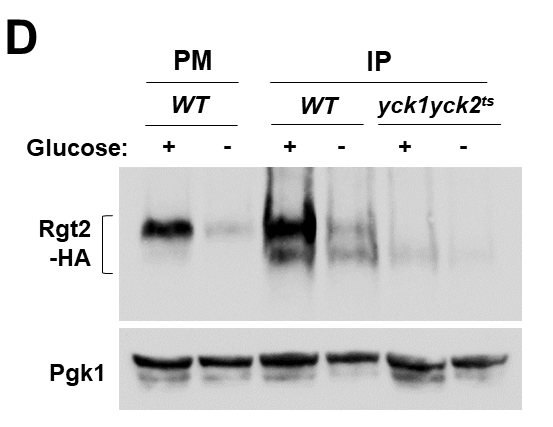 D
PM IP
WT WT yck1yck2ts
Glucose: + - + - + -
Rgt2
-HA
Pgk1